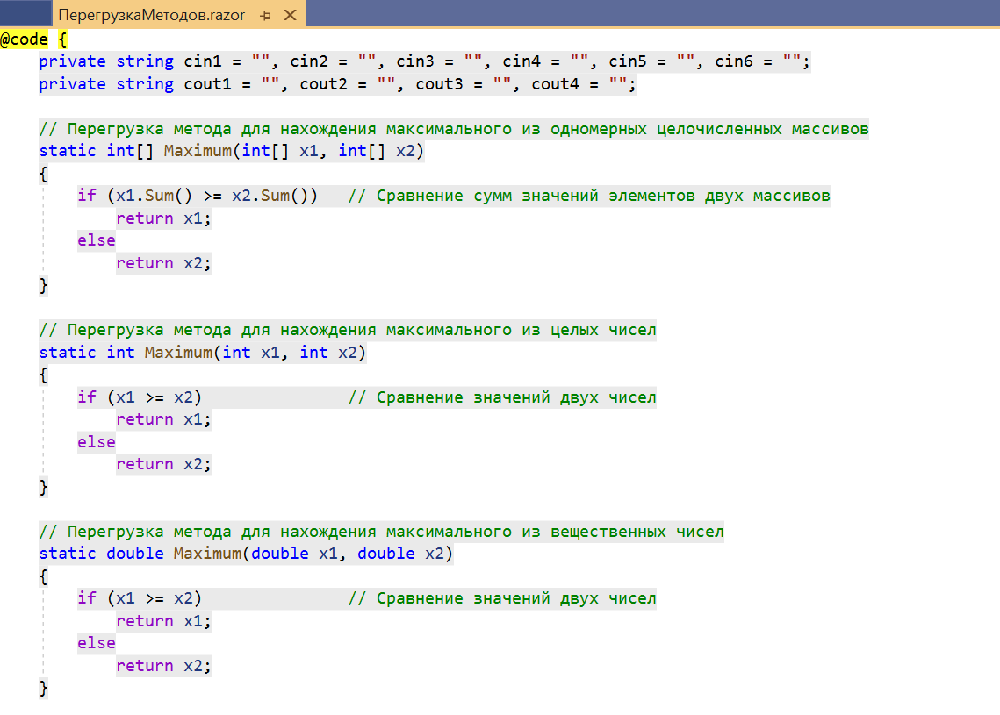 ПерегрузкаМетодов.razor
@code {
    private string cin1 = "", cin2 = "", cin3 = "", cin4 = "", cin5 = "", cin6 = "";
    private string cout1 = "", cout2 = "", cout3 = "", cout4 = "";

    // Перегрузка метода для нахождения максимального из одномерных целочисленных массивов
    static int[] Maximum(int[] x1, int[] x2)
    {
        if (x1.Sum() >= x2.Sum())   // Сравнение сумм значений элементов двух массивов
            return x1;
        else
            return x2;
    }

    // Перегрузка метода для нахождения максимального из целых чисел
    static int Maximum(int x1, int x2)
    {
        if (x1 >= x2)               // Сравнение значений двух чисел
            return x1;
        else
            return x2;
    }

    // Перегрузка метода для нахождения максимального из вещественных чисел
    static double Maximum(double x1, double x2)
    {
        if (x1 >= x2)               // Сравнение значений двух чисел
            return x1;
        else
            return x2;
    }